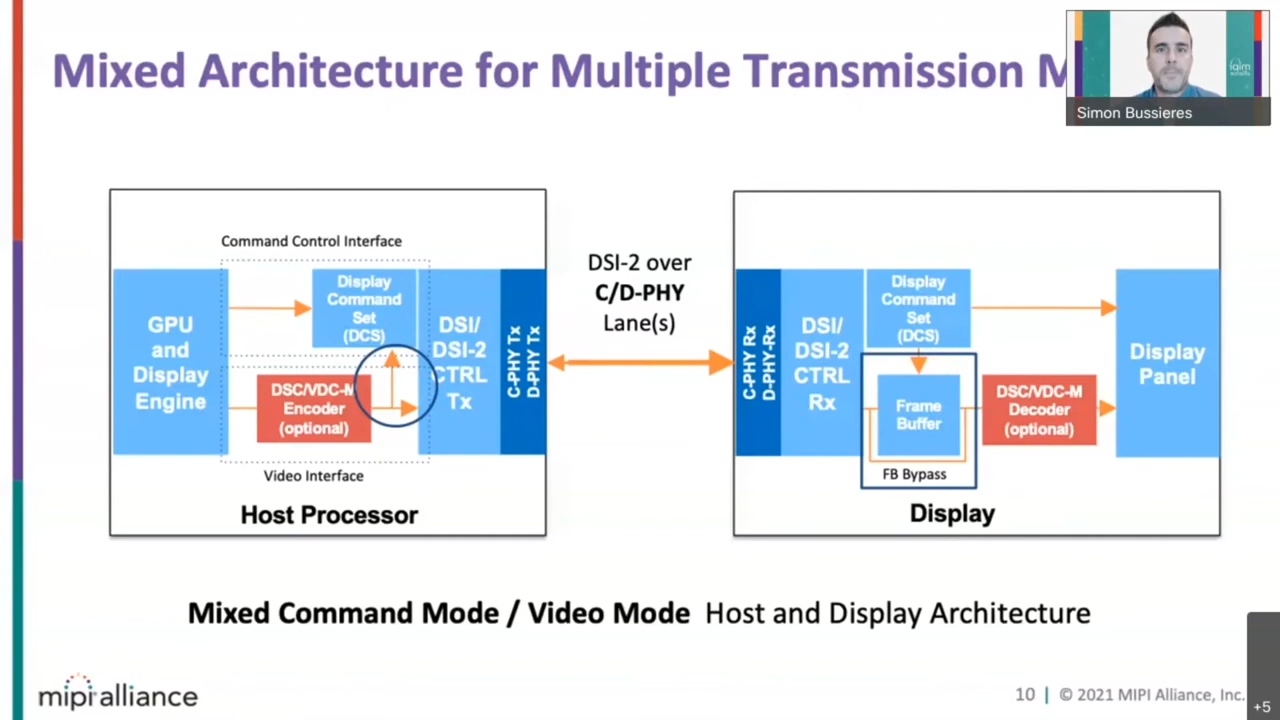 Mixed Architecture for Multiple Transmission M
Simon Bussieres
Command Control Interface
GPU
and
Display
Engine
Display
Command
Set
(DCS)
DSC/VDC-M
Encoder
(optional)
DSI/
DSI-2
CTRL
Tx
C-PHY Tx
D-PHY Tx
Video Interface
Host Processor
DSI-2 over
C/D-PHY
Lane(s)
C-PHY Rx
D-PHY-Rx
DSI/
DSI-2
CTRL
Rx
Display
Command
Set
(DCS)
Frame
Buffer
FB Bypass
DSC/VDC-M
Decoder
(optional)
Display
Panel
Display
Mixed Command Mode / Video Mode Host and Display Architecture
mipi alliance
10 | © 2021 MIPI Alliance, Inc.
+5